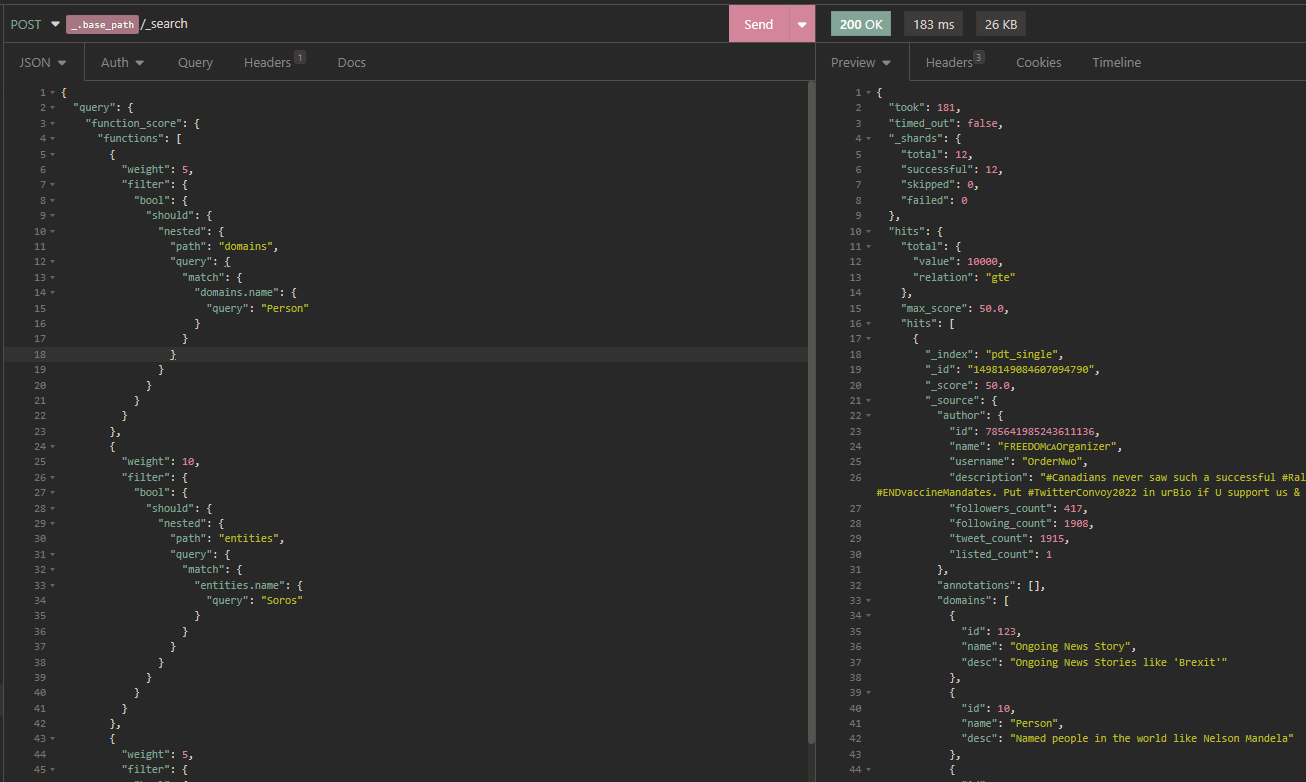 POST _.base_path /_search Send 200 OK 183 ms 26 KB
JSON Auth Query Headers 1 Docs Preview Headers 3 Cookies Timeline
1 {
2 "query": {
3 "function_score": {
4 "functions": [
5 {
6 "weight": 5,
7 "filter": {
8 "bool": {
9 "should": {
10 "nested": {
11 "path": "domains",
12 "query": {
13 "match": {
14 "domains.name": {
15 "query": "Person"
16 }
17 }
18 }
19 }
20 }
21 }
22 }
23 },
24 {
25 "weight": 10,
26 "filter": {
27 "bool": {
28 "should": {
29 "nested": {
30 "path": "entities",
31 "query": {
32 "match": {
33 "entities.name": {
34 "query": "Soros"
35 }
36 }
37 }
38 }
39 }
40 }
41 }
42 },
43 {
44 "weight": 5,
45 "filter": {
1 {
2 "took": 181,
3 "timed_out": false,
4 "_shards": {
5 "total": 12,
6 "successful": 12,
7 "skipped": 0,
8 "failed": 0
9 },
10 "hits": {
11 "total": {
12 "value": 10000,
13 "relation": "gte"
14 },
15 "max_score": 50.0,
16 "hits": [
17 {
18 "_index": "pdt_single",
19 "_id": "1498149084607094790",
20 "_score": 50.0,
21 "_source": {
22 "author": {
23 "id": 785641985243611136,
24 "name": "FREEDOMᴄᴀOrganizer",
25 "username": "OrderNwo",
26 "description": "#Canadians never saw such a successful #Ral
#ENDvaccineMandates. Put #TwitterConvoy2022 in urBio if U support us &
27 "followers_count": 417,
28 "following_count": 1908,
29 "tweet_count": 1915,
30 "listed_count": 1
31 },
32 "annotations": [],
33 "domains": [
34 {
35 "id": 123,
36 "name": "Ongoing News Story",
37 "desc": "Ongoing News Stories like 'Brexit'"
38 },
39 {
40 "id": 10,
41 "name": "Person",
42 "desc": "Named people in the world like Nelson Mandela"
43 },
44 {